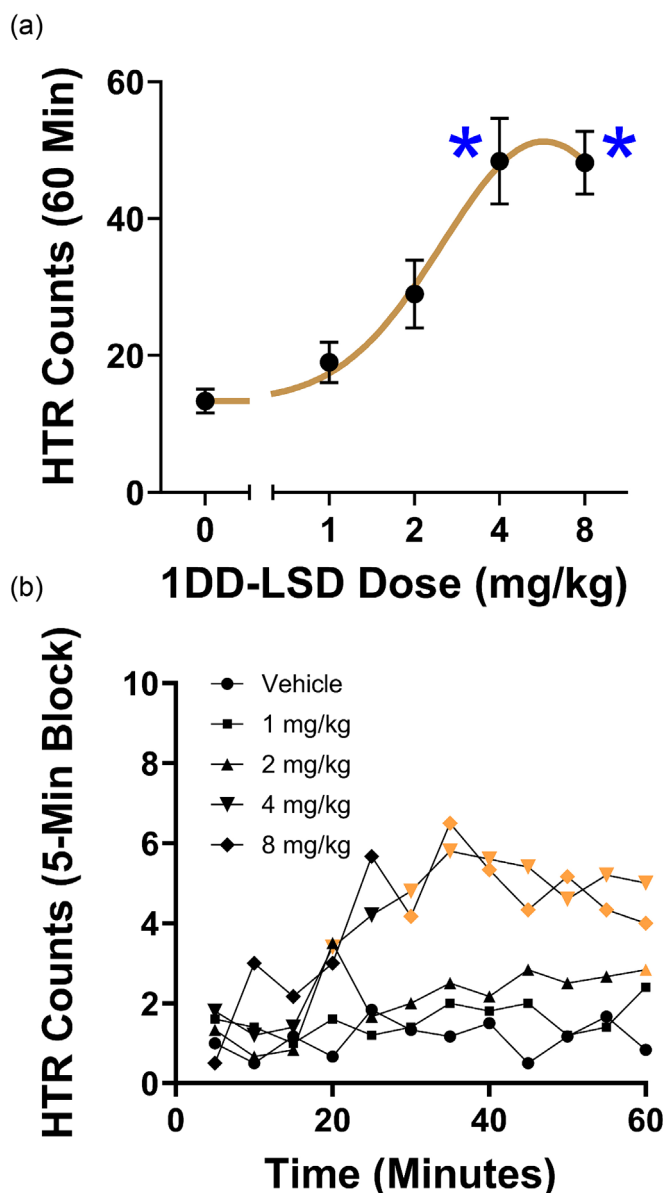 (a)
HTR Counts (60 Min)
60
40
20
0
*
*
0
1
2
4
8
1DD-LSD Dose (mg/kg)
(b)
HTR Counts (5-Min Block)
10
8
6
4
2
0
Vehicle
1 mg/kg
2 mg/kg
4 mg/kg
8 mg/kg
0
20
40
60
Time (Minutes)